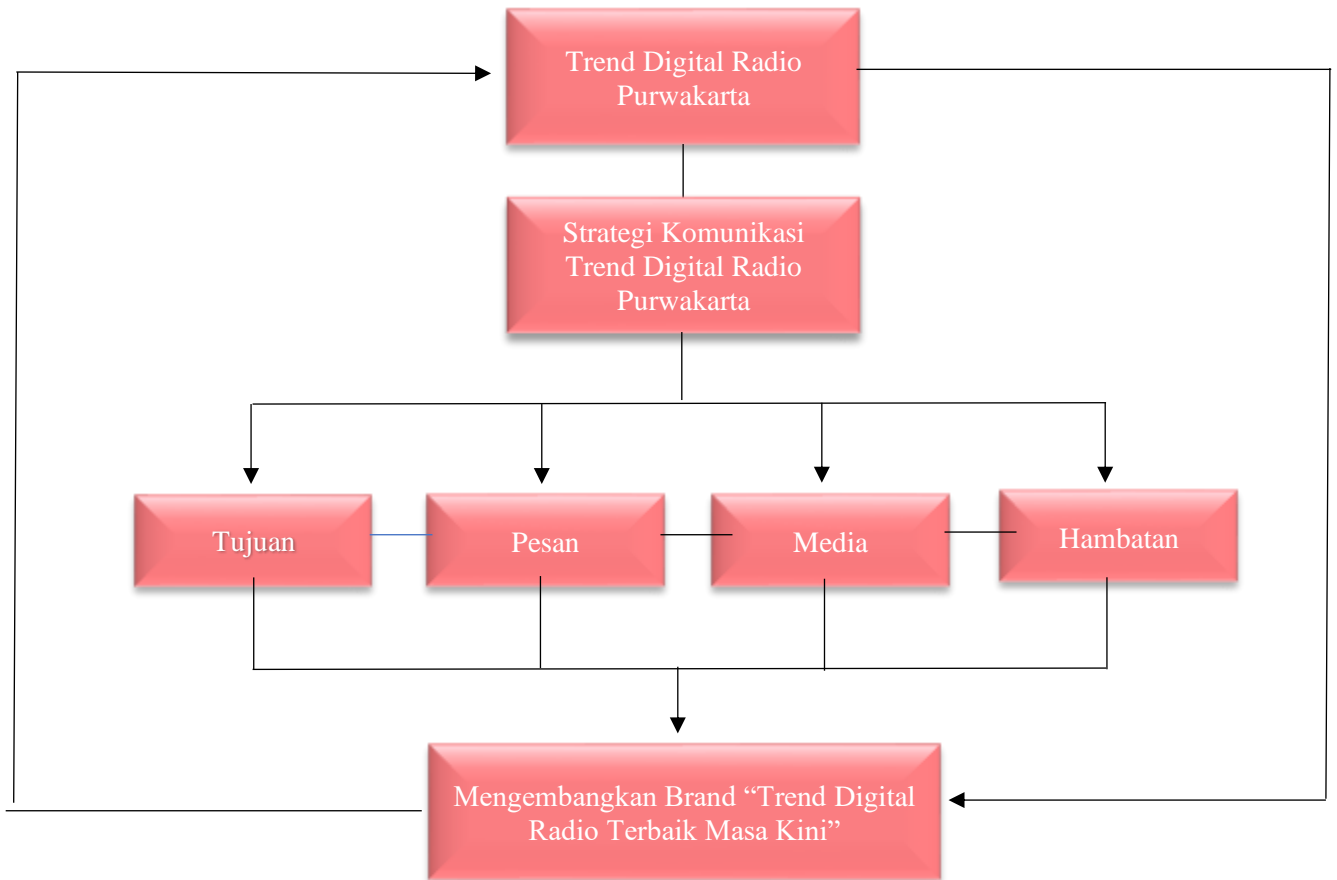 Trend Digital Radio
Purwakarta
Strategi Komunikasi
Trend Digital Radio
Purwakarta
Tujuan
Pesan
Media
Hambatan
Mengembangkan Brand “Trend Digital
Radio Terbaik Masa Kini”